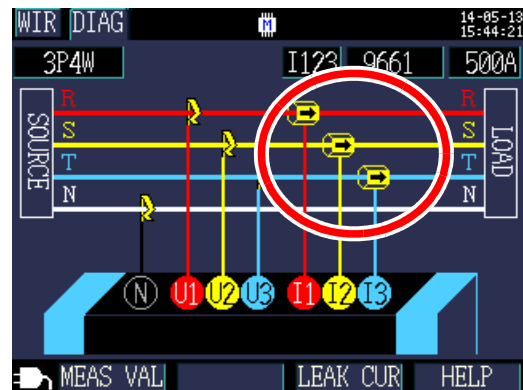 WIR DIAG M 14-05-13
15:44:21
3P4W I123 9661 500A
SOURCE
R R
S S
T T
N N
LOAD
N U1 U2 U3 I1 I2 I3
MEAS VAL LEAK CUR HELP